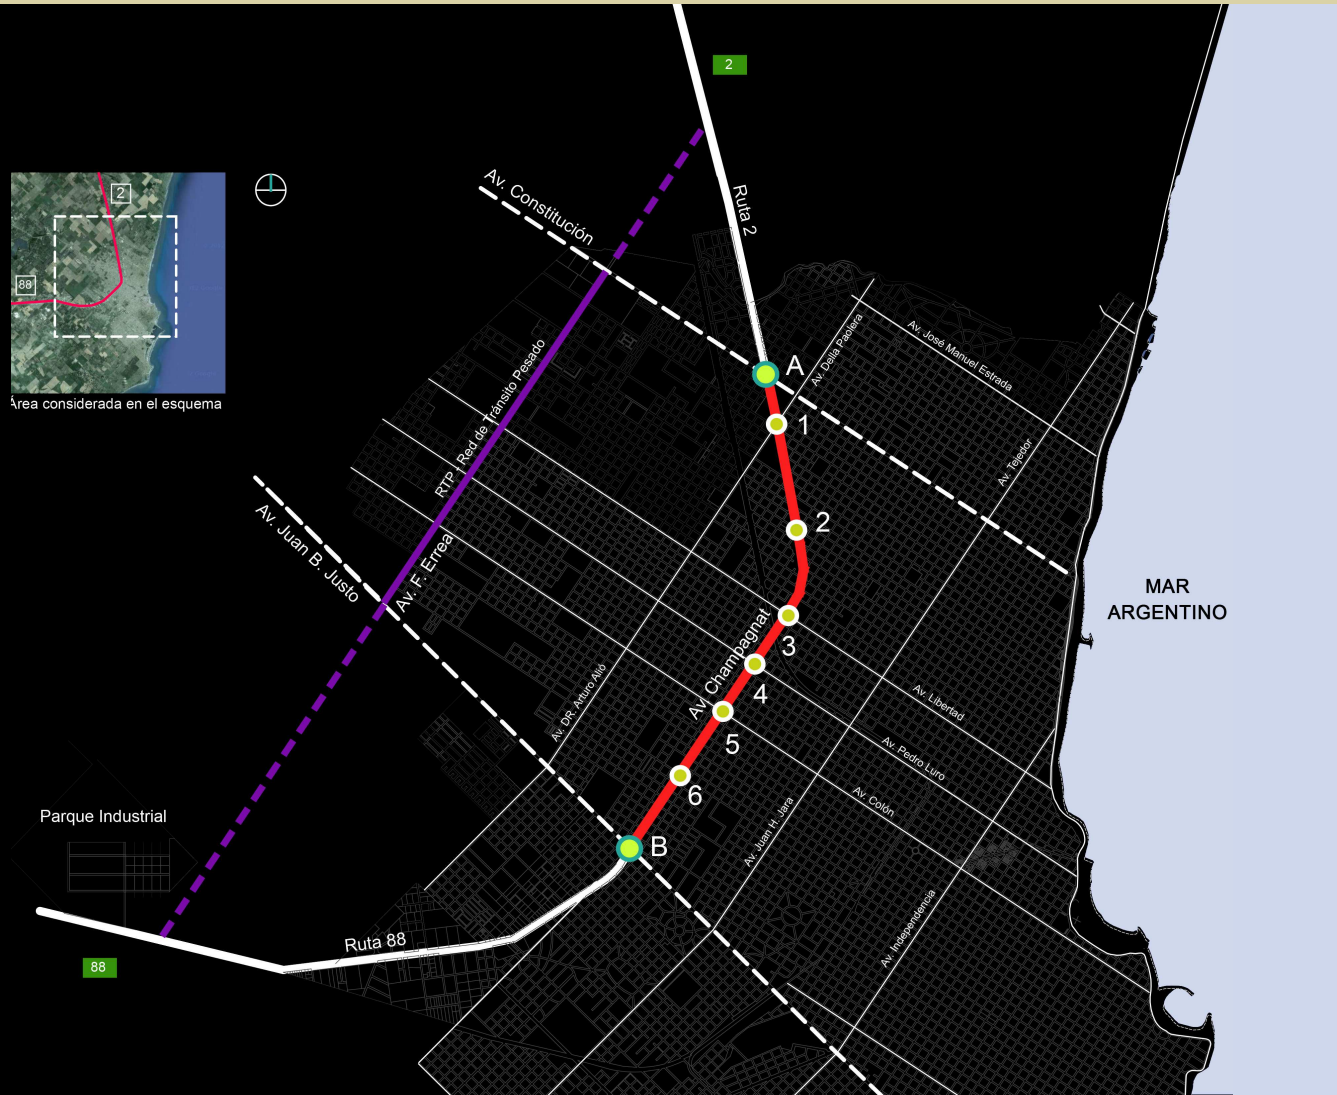 2
Av. Constitución
Ruta 2
2
88
Área considerada en el esquema
A
Av. Della Paolera
Av. José Manuel Estrada
RTP - Red de Tránsito Pesado
1
Av. Tejedor
2
Av. Juan B. Justo
Av. F. Errea
MAR
ARGENTINO
Av. Champagnat
3
4
Av. DR. Arturo Alió
Av. Libertad
5
Av. Pedro Luro
6
Av. Colón
Parque Industrial
B
Av. Juan H. Jara
Av. Independencia
Ruta 88
88